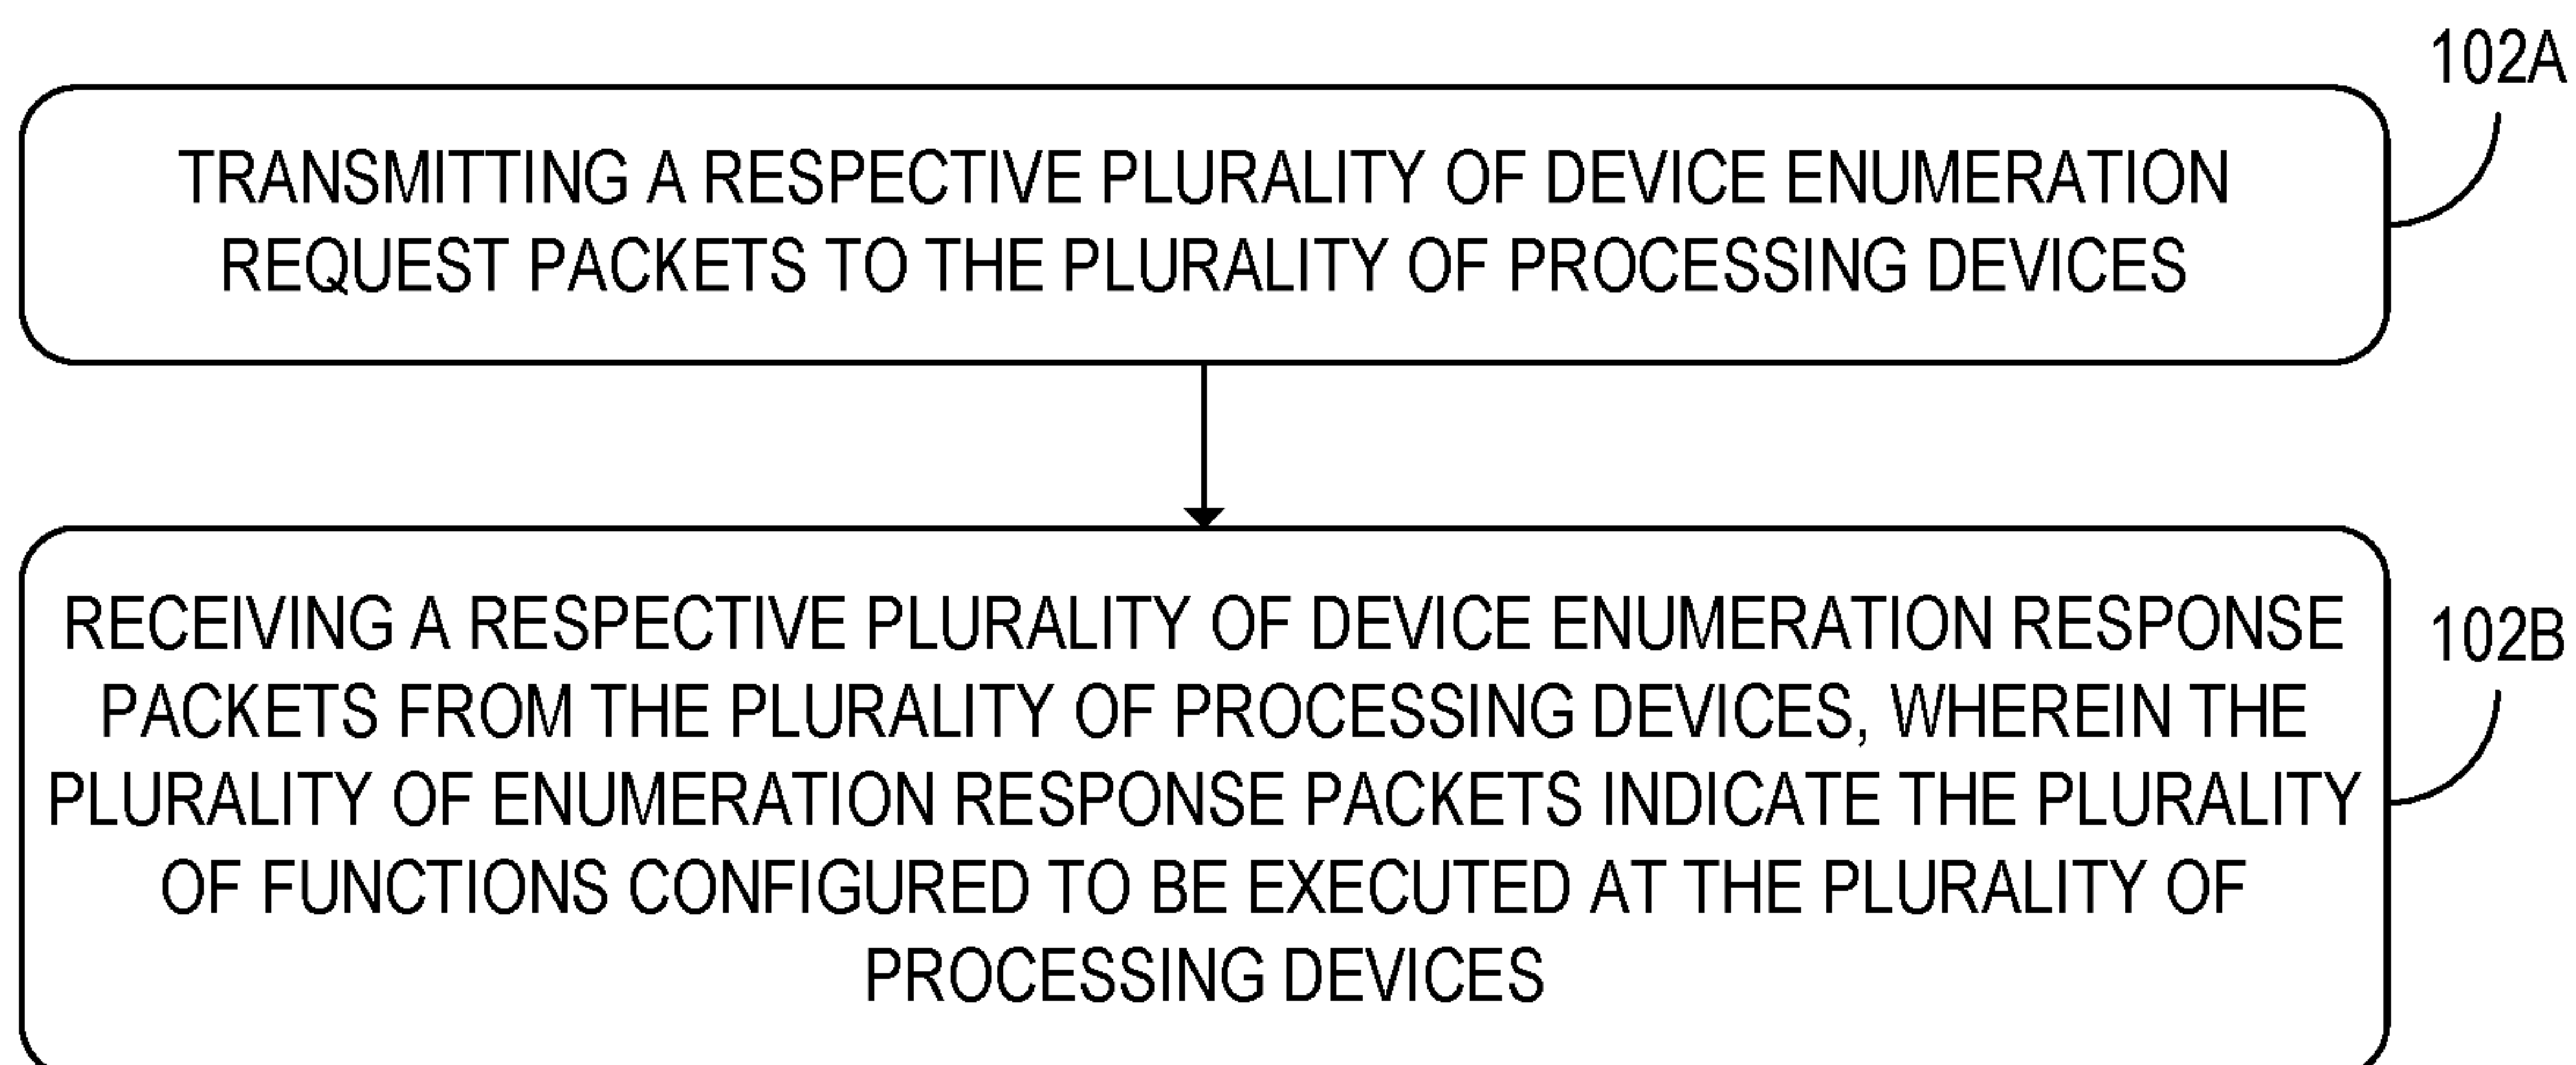 102A
TRANSMITTING A RESPECTIVE PLURALITY OF DEVICE ENUMERATION
REQUEST PACKETS TO THE PLURALITY OF PROCESSING DEVICES
102B
RECEIVING A RESPECTIVE PLURALITY OF DEVICE ENUMERATION RESPONSE
PACKETS FROM THE PLURALITY OF PROCESSING DEVICES, WHEREIN THE
PLURALITY OF ENUMERATION RESPONSE PACKETS INDICATE THE PLURALITY
OF FUNCTIONS CONFIGURED TO BE EXECUTED AT THE PLURALITY OF
PROCESSING DEVICES